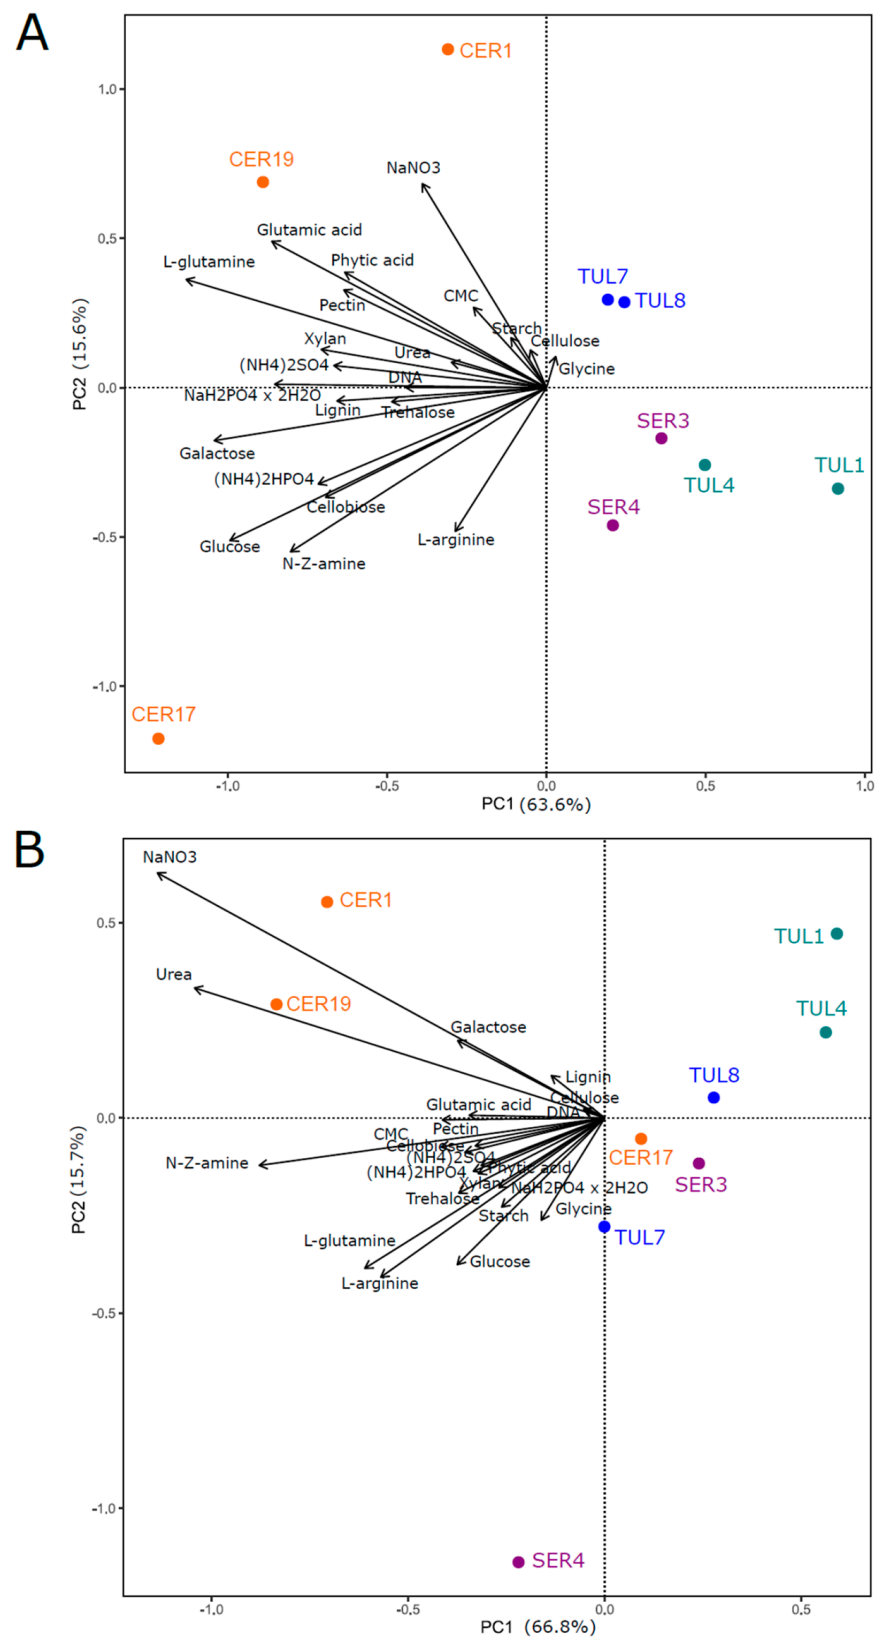 A
CER1
1.0
CER19
NaNO3
Glutamic acid
0.5
L-glutamine
Phytic acid
TUL7
CMC
TUL8
Pectin
Starch
Xylan
Cellulose
Urea
(NH4)2SO4
Glycine
DNA
0.0
NaH2PO4 x 2H2O
Lignin
Trehalose
PC2 (15.6%)
SER3
Galactose
TUL1
(NH4)2HPO4
TUL4
Cellobiose
SER4
-0.5
L-arginine
Glucose
N-Z-amine
-1.0
CER17
-1.0 -0.5 0.0 0.5 1.0
PC1 (63.6%)
B
NaNO3
CER1
0.5
TUL1
Urea
CER19
TUL4
Galactose
Lignin
TUL8
Cellulose
Glutamic acid
DNA
0.0
Pectin
CMC
Cellobiose
(NH4)2SO4
CER17
N-Z-amine
Phytic acid
(NH4)2HPO4
Xylan
SER3
NaH2PO4 x 2H2O
PC2 (15.7%)
Trehalose
Glycine
Starch
TUL7
L-glutamine
Glucose
L-arginine
-0.5
-1.0
SER4
-1.0 -0.5 0.0 0.5
PC1 (66.8%)